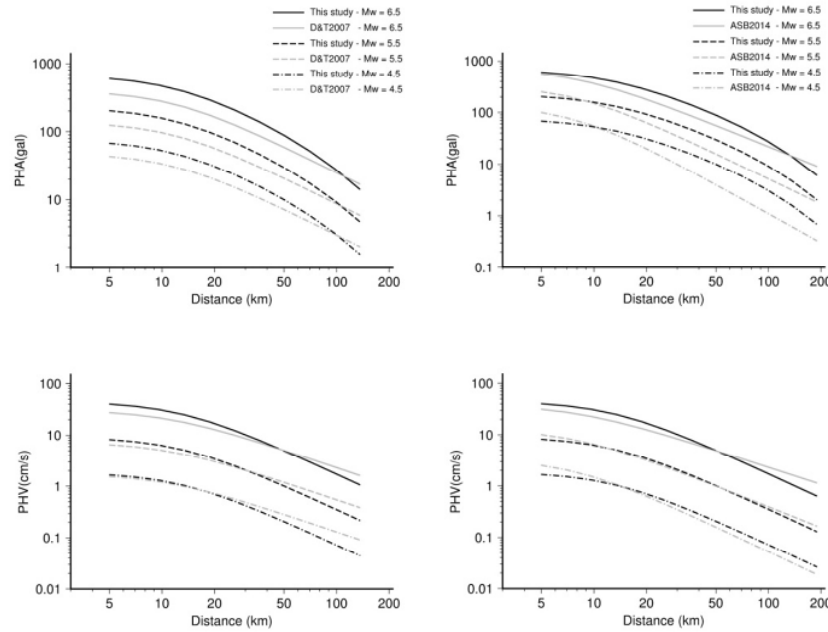 This study - Mw = 6.5
D&T2007 - Mw = 6.5
This study - Mw = 5.5
D&T2007 - Mw = 5.5
This study - Mw = 4.5
D&T2007 - Mw = 4.5
PHA(gal)
1000
100
10
1
5 10 20 50 100 200
Distance (km)
This study - Mw = 6.5
ASB2014 - Mw = 6.5
This study - Mw = 5.5
ASB2014 - Mw = 5.5
This study - Mw = 4.5
ASB2014 - Mw = 4.5
PHA(gal)
1000
100
10
1
0.1
5 10 20 50 100 200
Distance (km)
PHV(cm/s)
100
10
1
0.1
0.01
5 10 20 50 100 200
Distance (km)
PHV(cm/s)
100
10
1
0.1
0.01
5 10 20 50 100 200
Distance (km)